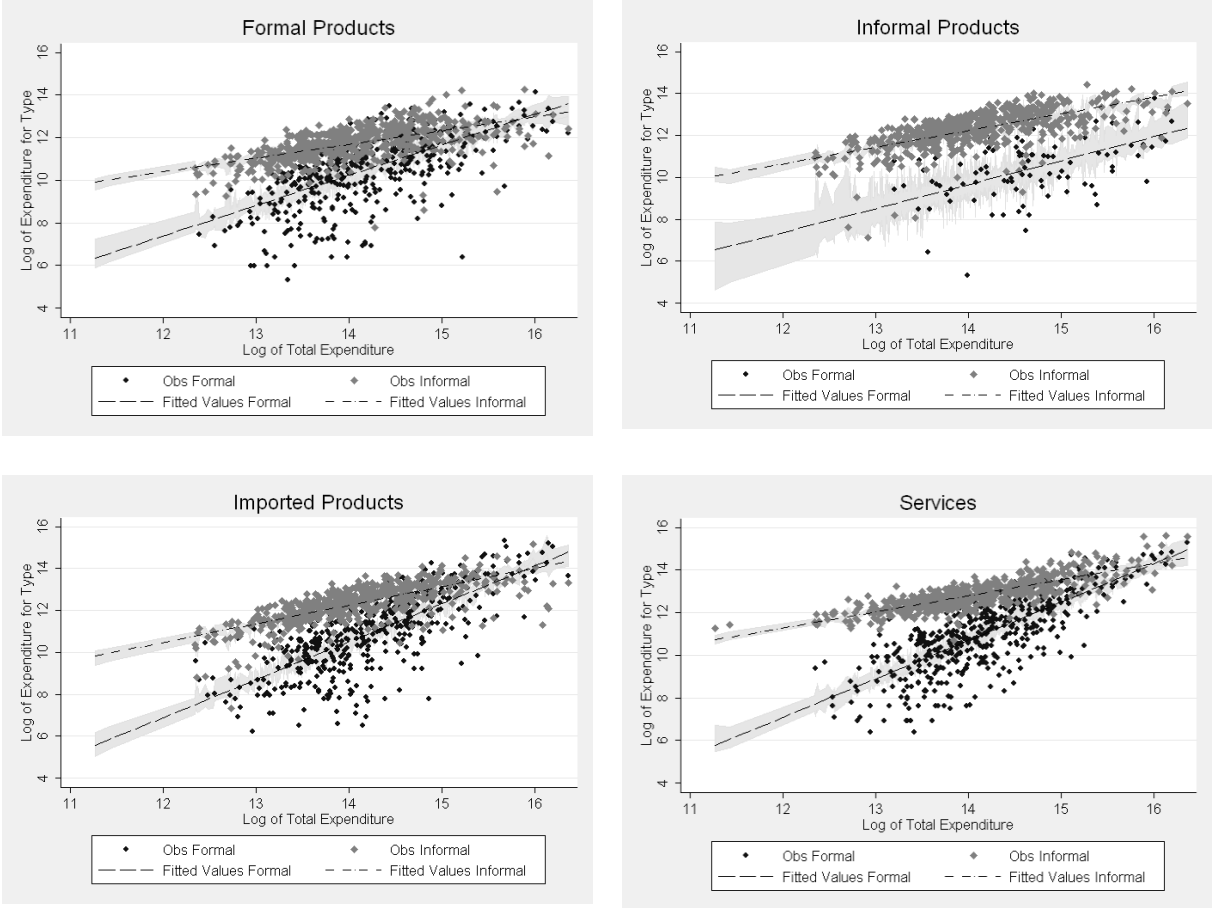 Formal Products
Log of Expenditure for Type
16
14
12
10
8
6
4
11 12 13 14 15 16
Log of Total Expenditure
Obs Formal Obs Informal
Fitted Values Formal Fitted Values Informal
Informal Products
Log of Expenditure for Type
16
14
12
10
8
6
4
11 12 13 14 15 16
Log of Total Expenditure
Obs Formal Obs Informal
Fitted Values Formal Fitted Values Informal
Imported Products
Log of Expenditure for Type
16
14
12
10
8
6
4
11 12 13 14 15 16
Log of Total Expenditure
Obs Formal Obs Informal
Fitted Values Formal Fitted Values Informal
Services
Log of Expenditure for Type
16
14
12
10
8
6
4
11 12 13 14 15 16
Log of Total Expenditure
Obs Formal Obs Informal
Fitted Values Formal Fitted Values Informal